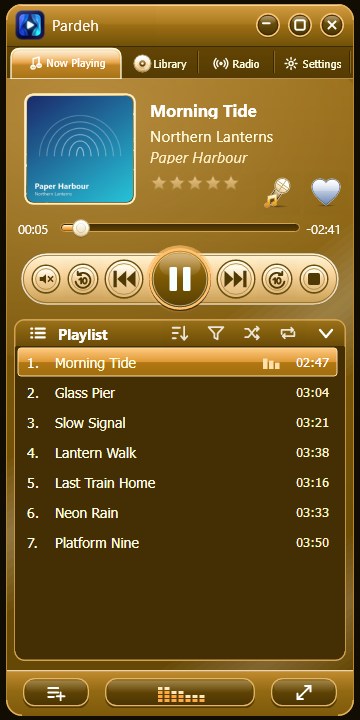 Pardeh
Now Playing Library Radio Settings
Morning Tide
Northern Lanterns
Paper Harbour
Paper Harbour
Northern Lanterns
00:05 -02:41
10 10
Playlist
1. Morning Tide 02:47
2. Glass Pier 03:04
3. Slow Signal 03:21
4. Lantern Walk 03:38
5. Last Train Home 03:16
6. Neon Rain 03:33
7. Platform Nine 03:50